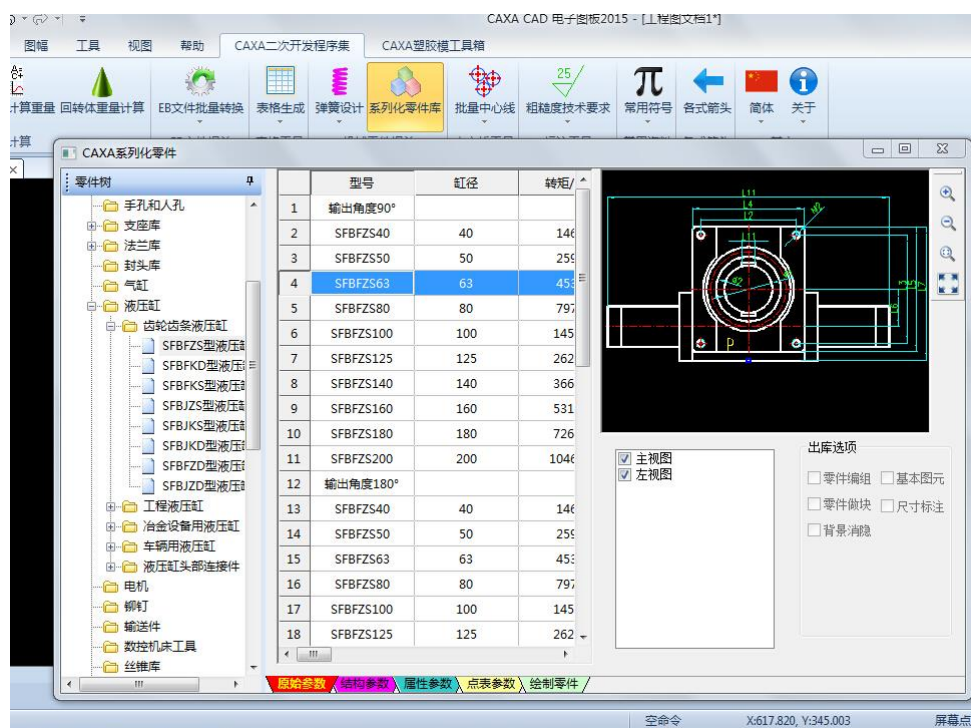 CAXA CAD 电子图板2015 - [工程图文档1*]
图幅 工具 视图 帮助 CAXA二次开发程序集 CAXA塑胶模工具箱
计算重量 回转体重量计算 EB文件批量转换 表格生成 弹簧设计 系列化零件库 批量中心线 粗糙度技术要求 常用符号 各式箭头 简体 关于
CAXA系列化零件
零件树
手孔和人孔
支座库
法兰库
封头库
气缸
液压缸
齿轮齿条液压缸
SFBFZS型液压缸
SFBFKD型液压
SFBFKS型液压
SFBJZS型液压缸
SFBJKS型液压
SFBJKD型液压
SFBFZD型液压
SFBJZD型液压
工程液压缸
冶金设备用液压缸
车辆用液压缸
液压缸头部连接件
电机
铆钉
输送件
数控机床工具
丝锥库
型号 缸径 转矩/
1 输出角度90°
2 SFBFZS40 40 146
3 SFBFZS50 50 259
4 SFBFZS63 63 453
5 SFBFZS80 80 797
6 SFBFZS100 100 145
7 SFBFZS125 125 262
8 SFBFZS140 140 366
9 SFBFZS160 160 531
10 SFBFZS180 180 726
11 SFBFZS200 200 1046
12 输出角度180°
13 SFBFZS40 40 146
14 SFBFZS50 50 259
15 SFBFZS63 63 453
16 SFBFZS80 80 797
17 SFBFZS100 100 145
18 SFBFZS125 125 262
L11
L4
L2
L11
P
主视图
左视图
出库选项
零件编组 基本图元
零件做块 尺寸标注
背景消隐
原始参数 结构参数 属性参数 点表参数 绘制零件
空命令 X:617.820, Y:345.003 屏幕点